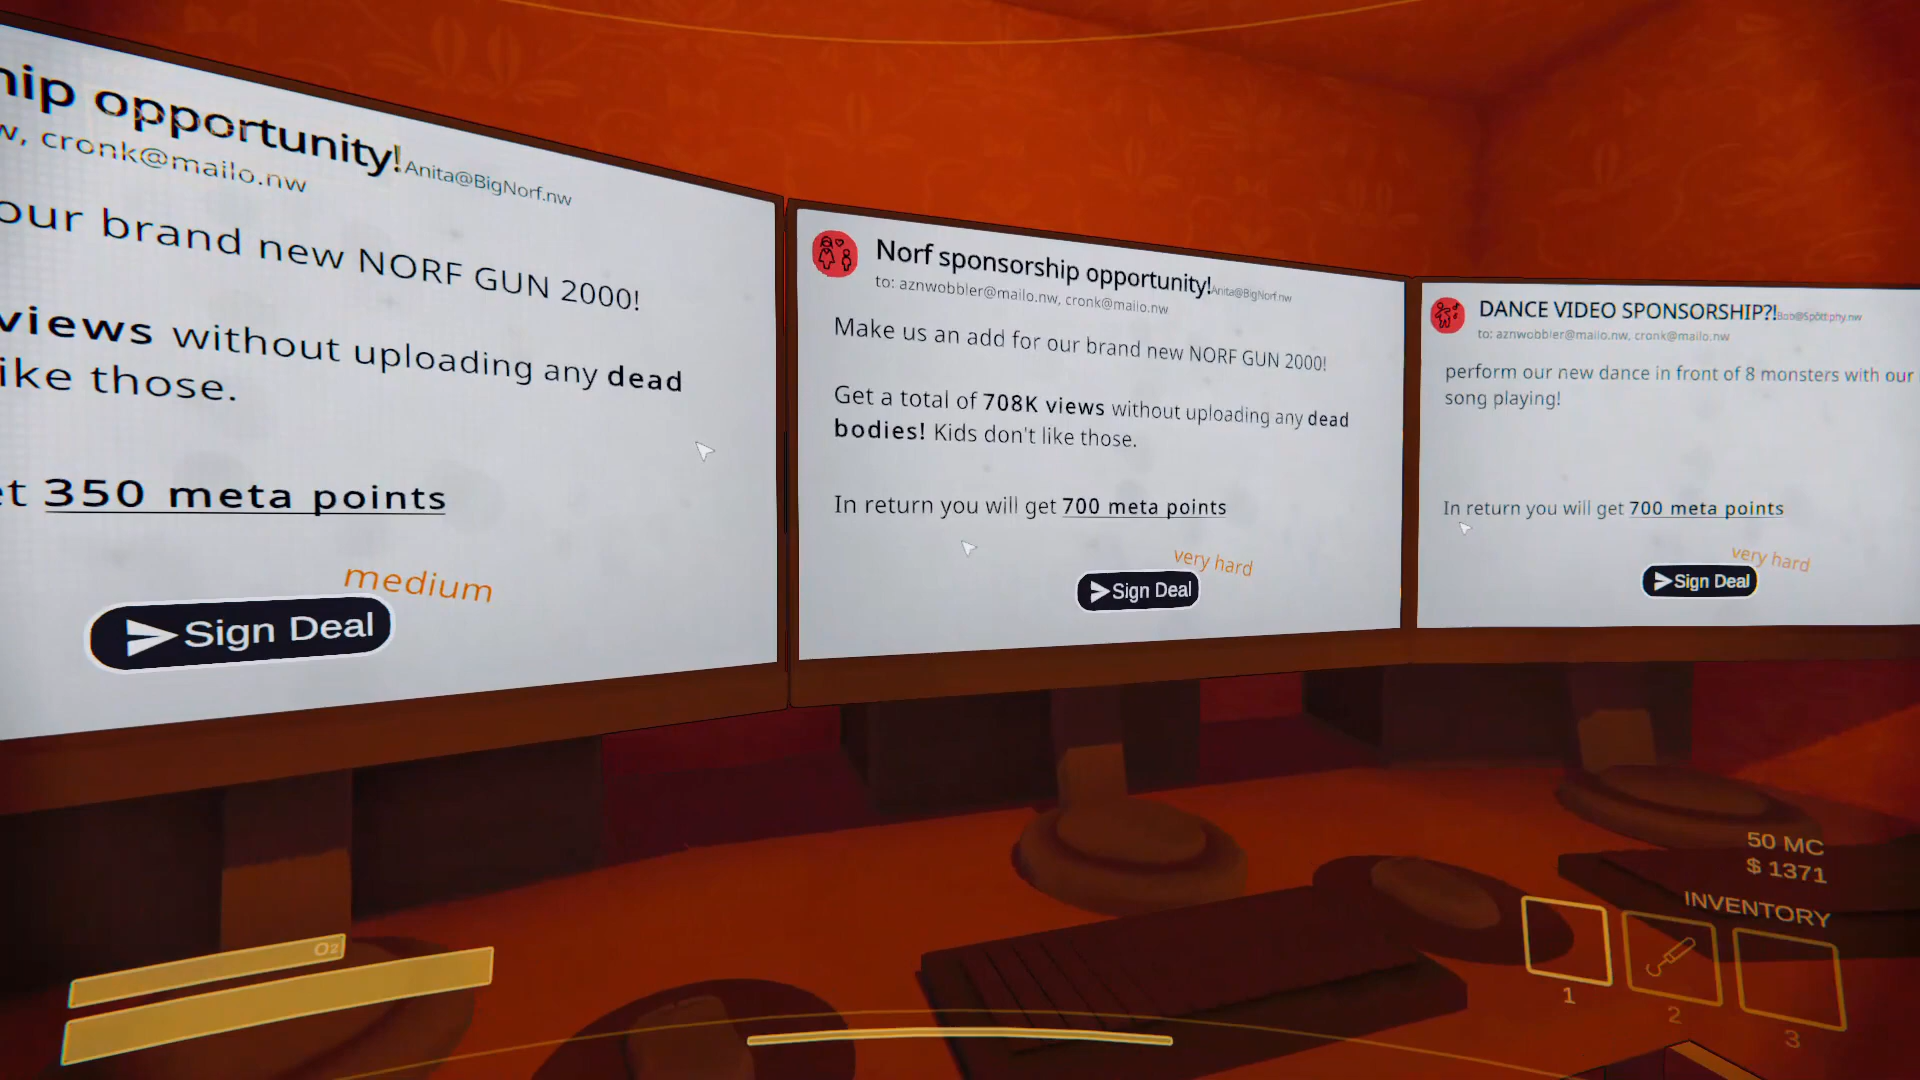 hip opportunity! Anita@BigNorf.nw
w, cronk@mailo.nw
our brand new NORF GUN 2000!
views without uploading any dead
like those.
et 350 meta points
medium
Sign Deal
Norf sponsorship opportunity! Anita@BigNorf.nw
to: aznwobbler@mailo.nw, cronk@mailo.nw
Make us an add for our brand new NORF GUN 2000!
Get a total of 708K views without uploading any dead
bodies! Kids don't like those.
In return you will get 700 meta points
very hard
Sign Deal
DANCE VIDEO SPONSORSHIP?! Bob@Spöttiphy.nw
to: aznwobbler@mailo.nw, cronk@mailo.nw
perform our new dance in front of 8 monsters with our
song playing!
In return you will get 700 meta points
very hard
Sign Deal
O2
50 MC
$ 1371
INVENTORY
1
2
3